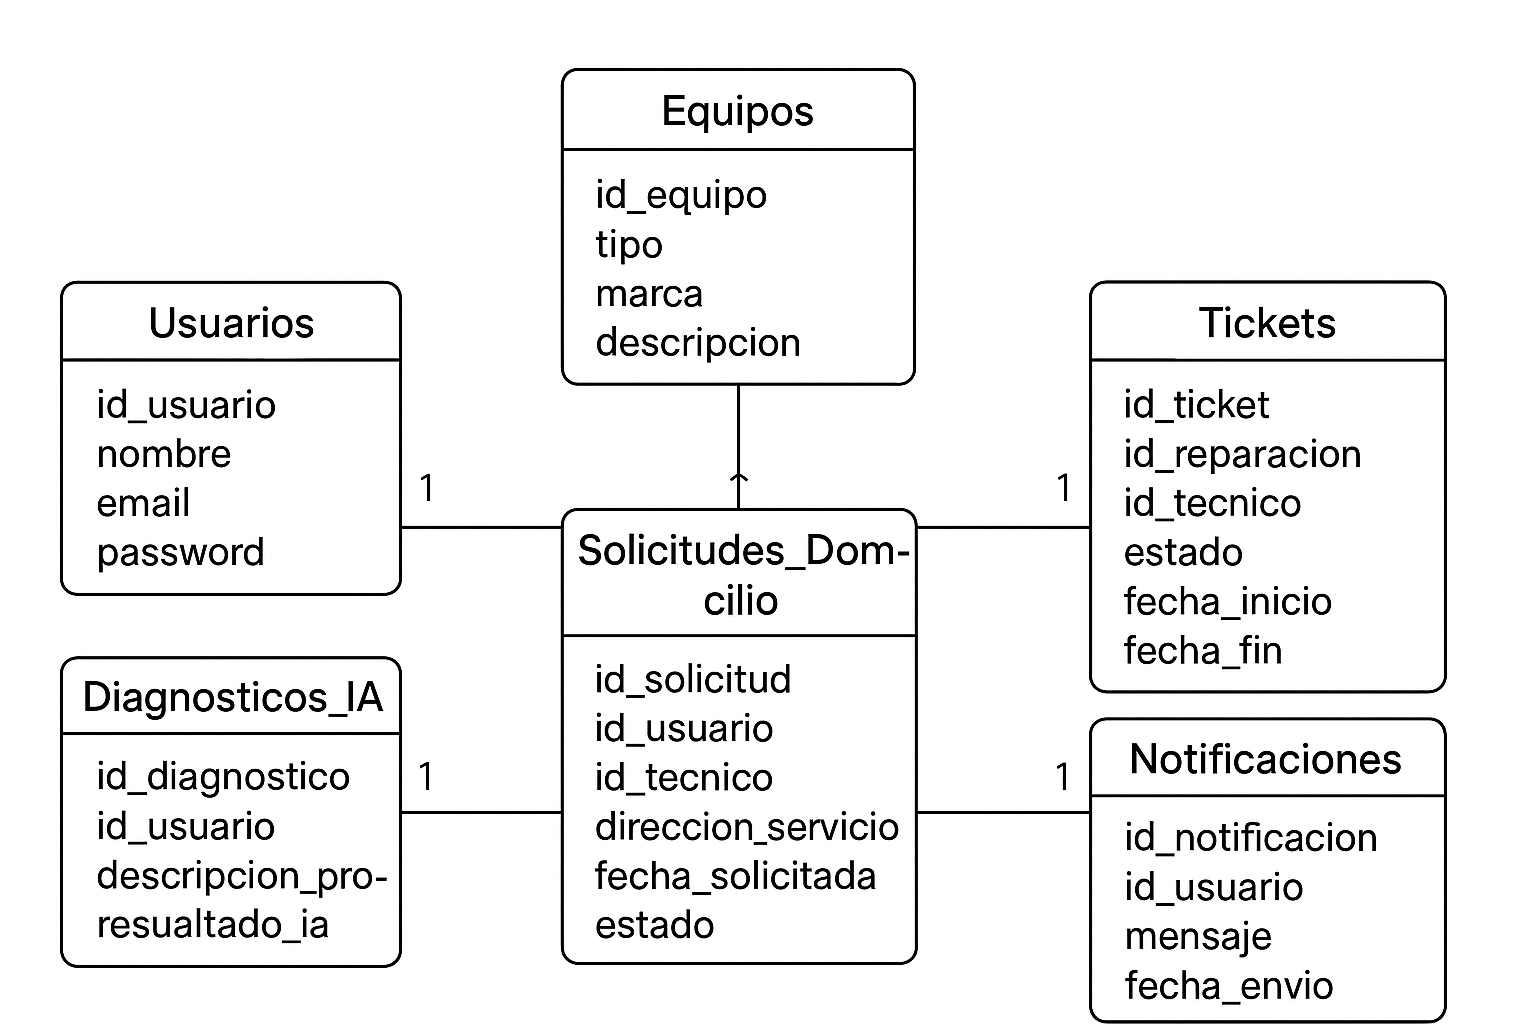 Equipos
id_equipo
tipo
marca
descripcion
Usuarios
id_usuario
nombre
email
password
1
Diagnosticos_IA
id_diagnostico
id_usuario
descripcion_pro-
resualtado_ia
1
Solicitudes_Dom-
cilio
id_solicitud
id_usuario
id_tecnico
direccion_servicio
fecha_solicitada
estado
1
Tickets
id_ticket
id_reparacion
id_tecnico
estado
fecha_inicio
fecha_fin
1
Notificaciones
id_notificacion
id_usuario
mensaje
fecha_envio